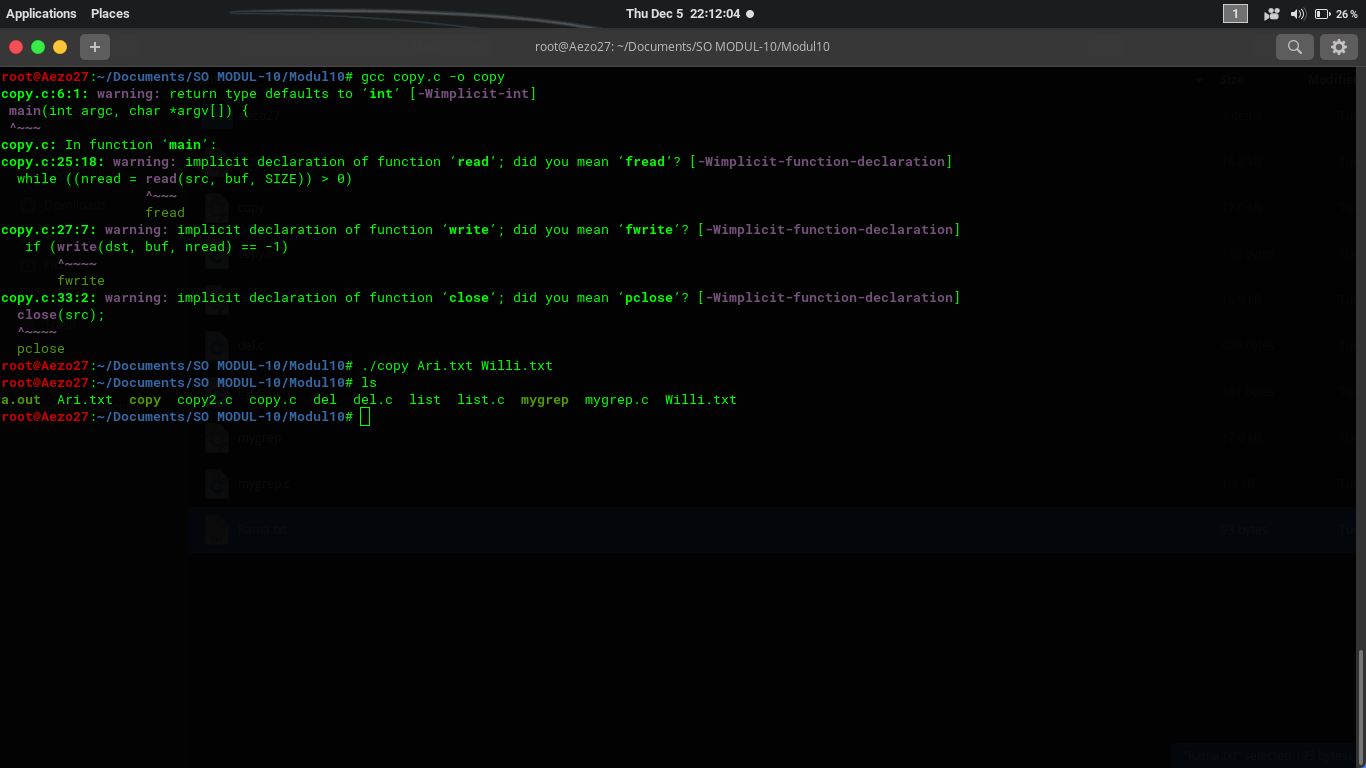 Applications Places Thu Dec 5 22:12:04 1 26 %
root@Aezo27: ~/Documents/SO MODUL-10/Modul10
root@Aezo27:~/Documents/SO MODUL-10/Modul10# gcc copy.c -o copy
copy.c:6:1: warning: return type defaults to ‘int’ [-Wimplicit-int]
main(int argc, char *argv[]) {
^~~~
copy.c: In function ‘main’:
copy.c:25:18: warning: implicit declaration of function ‘read’; did you mean ‘fread’? [-Wimplicit-function-declaration]
while ((nread = read(src, buf, SIZE)) > 0)
^~~~
fread
copy.c:27:7: warning: implicit declaration of function ‘write’; did you mean ‘fwrite’? [-Wimplicit-function-declaration]
if (write(dst, buf, nread) == -1)
^~~~~
fwrite
copy.c:33:2: warning: implicit declaration of function ‘close’; did you mean ‘pclose’? [-Wimplicit-function-declaration]
close(src);
^~~~~
pclose
root@Aezo27:~/Documents/SO MODUL-10/Modul10# ./copy Ari.txt Willi.txt
root@Aezo27:~/Documents/SO MODUL-10/Modul10# ls
a.out Ari.txt copy copy2.c copy.c del del.c list list.c mygrep mygrep.c Willi.txt
root@Aezo27:~/Documents/SO MODUL-10/Modul10#
Size
Downloads
copy
del.c
mygrep
mygrep.c